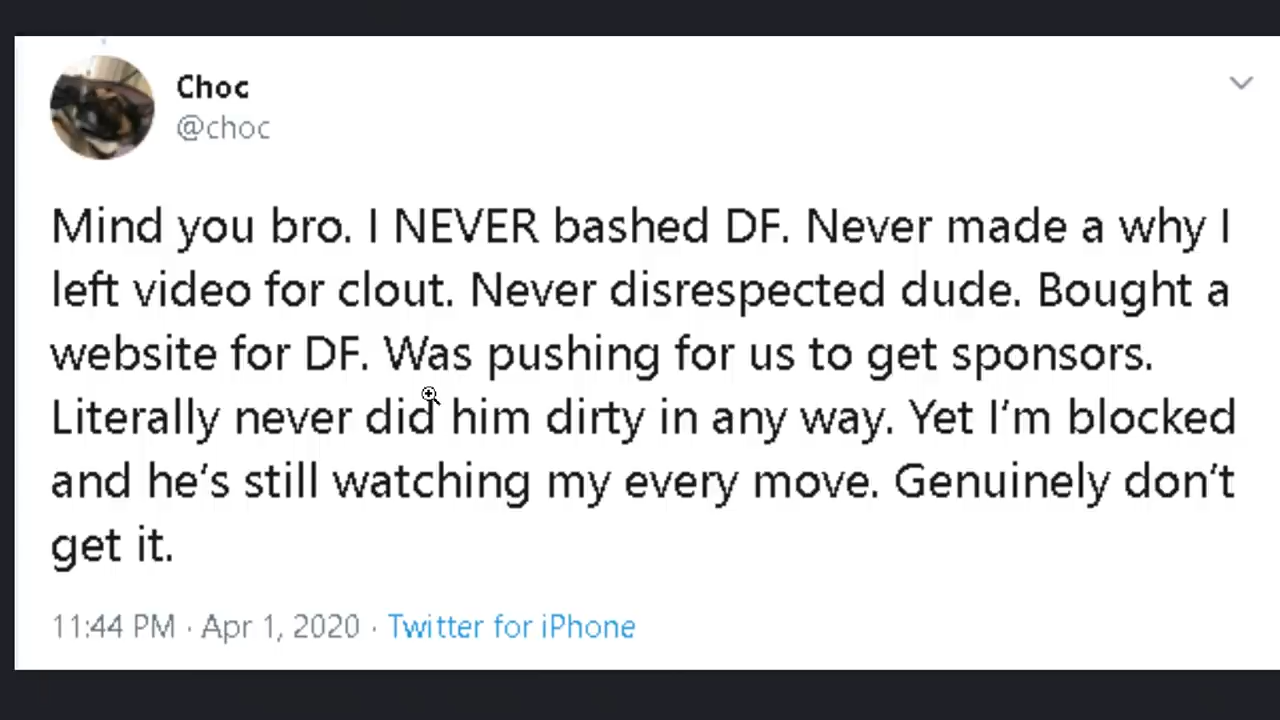 Choc
@choc
Mind you bro. I NEVER bashed DF. Never made a why I
left video for clout. Never disrespected dude. Bought a
website for DF. Was pushing for us to get sponsors.
Literally never did him dirty in any way. Yet I’m blocked
and he’s still watching my every move. Genuinely don’t
get it.
11:44 PM · Apr 1, 2020 · Twitter for iPhone